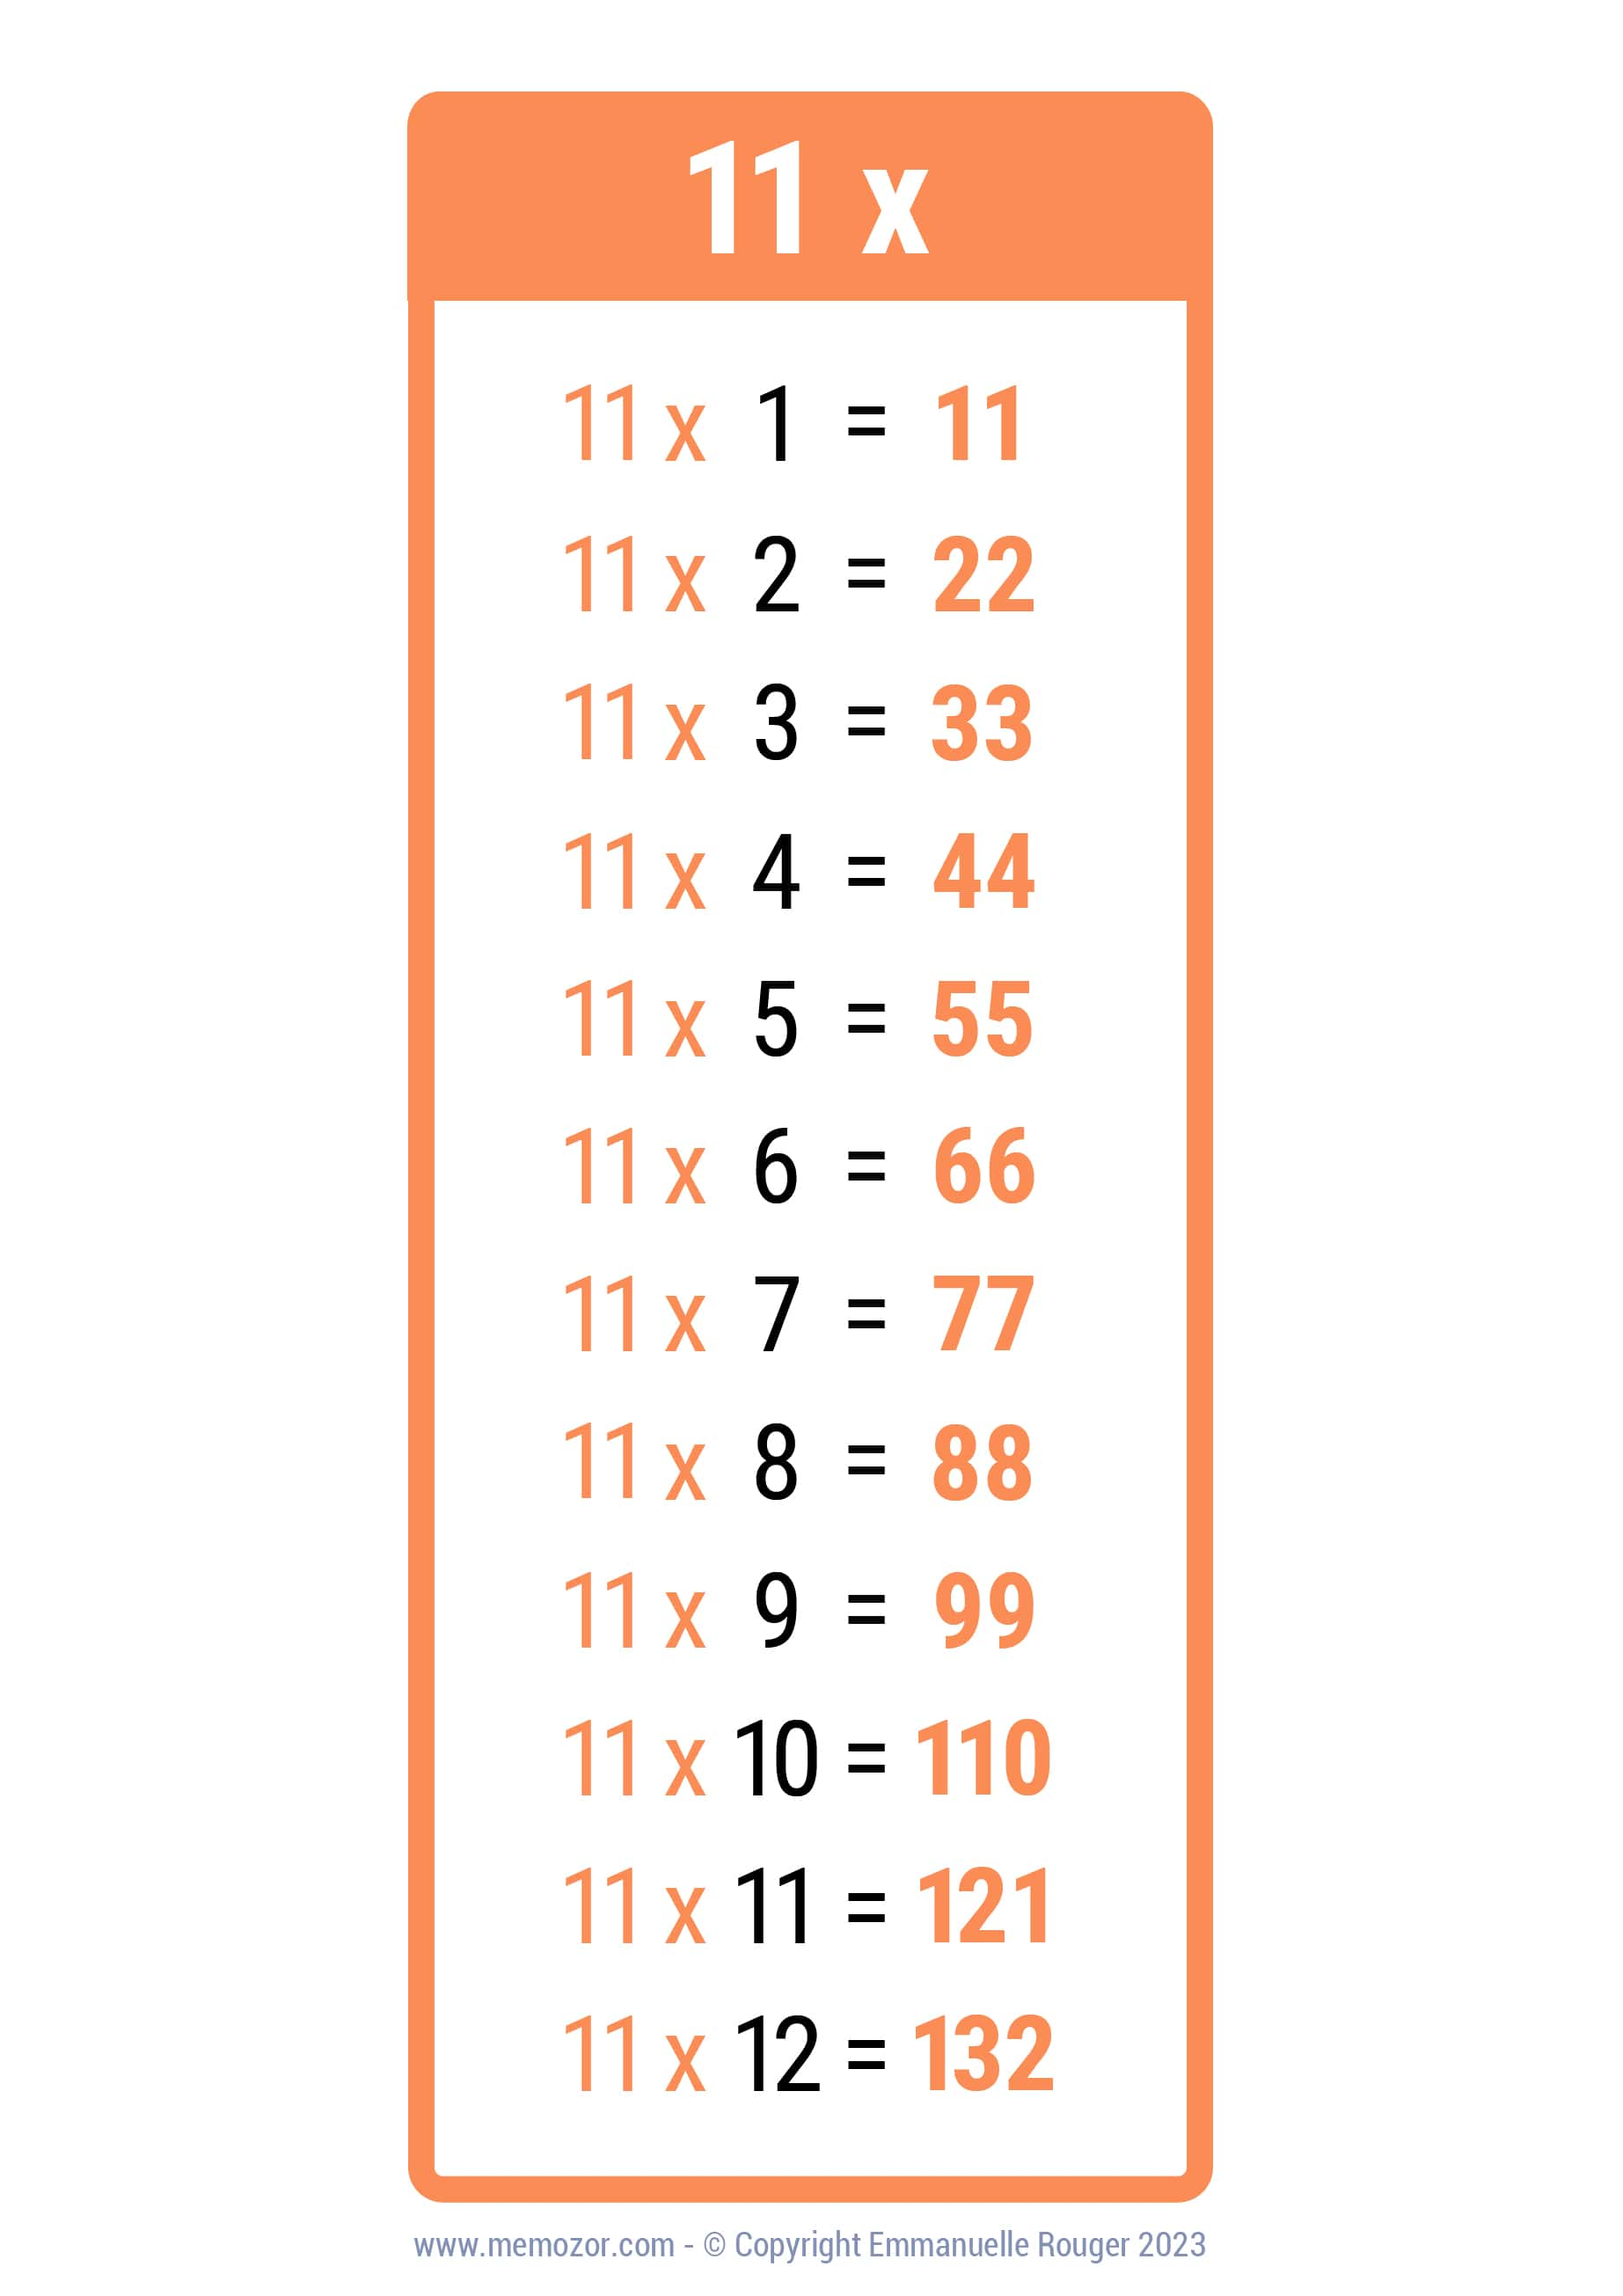 11 x
11 x 1 = 11
11 x 2 = 22
11 x 3 = 33
11 x 4 = 44
11 x 5 = 55
11 x 6 = 66
11 x 7 = 77
11 x 8 = 88
11 x 9 = 99
11 x 10 = 110
11 x 11 = 121
11 x 12 = 132
www.memozor.com - © Copyright Emmanuelle Rouger 2023